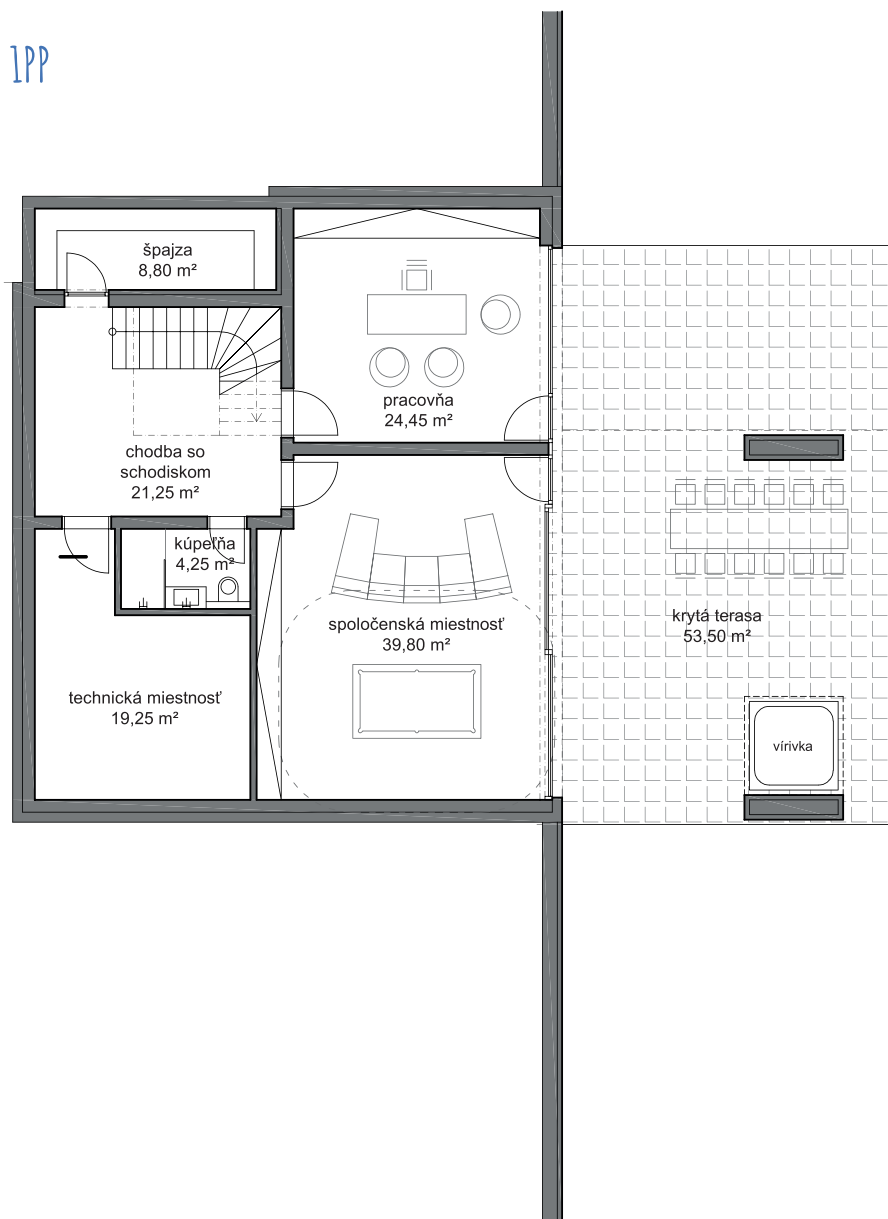 1PP
špajza
8,80 m²
pracovňa
24,45 m²
chodba so
schodiskom
21,25 m²
kúpeľňa
4,25 m²
spoločenská miestnosť
39,80 m²
krytá terasa
53,50 m²
technická miestnosť
19,25 m²
vírivka